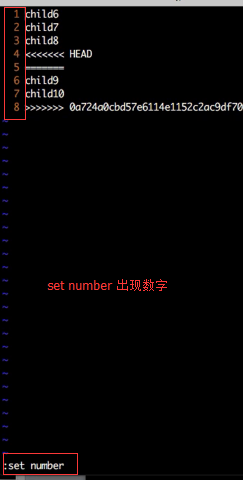 1 child6
2 child7
3 child8
4 <<<<<<< HEAD
5 =======
6 child9
7 child10
8 >>>>>>> 0a724a0cbd57e6114e1152c2ac9df70
~
~
~
~
~
~
~
~
~
set number 出现数字
~
~
~
~
~
~
~
~
~
:set number